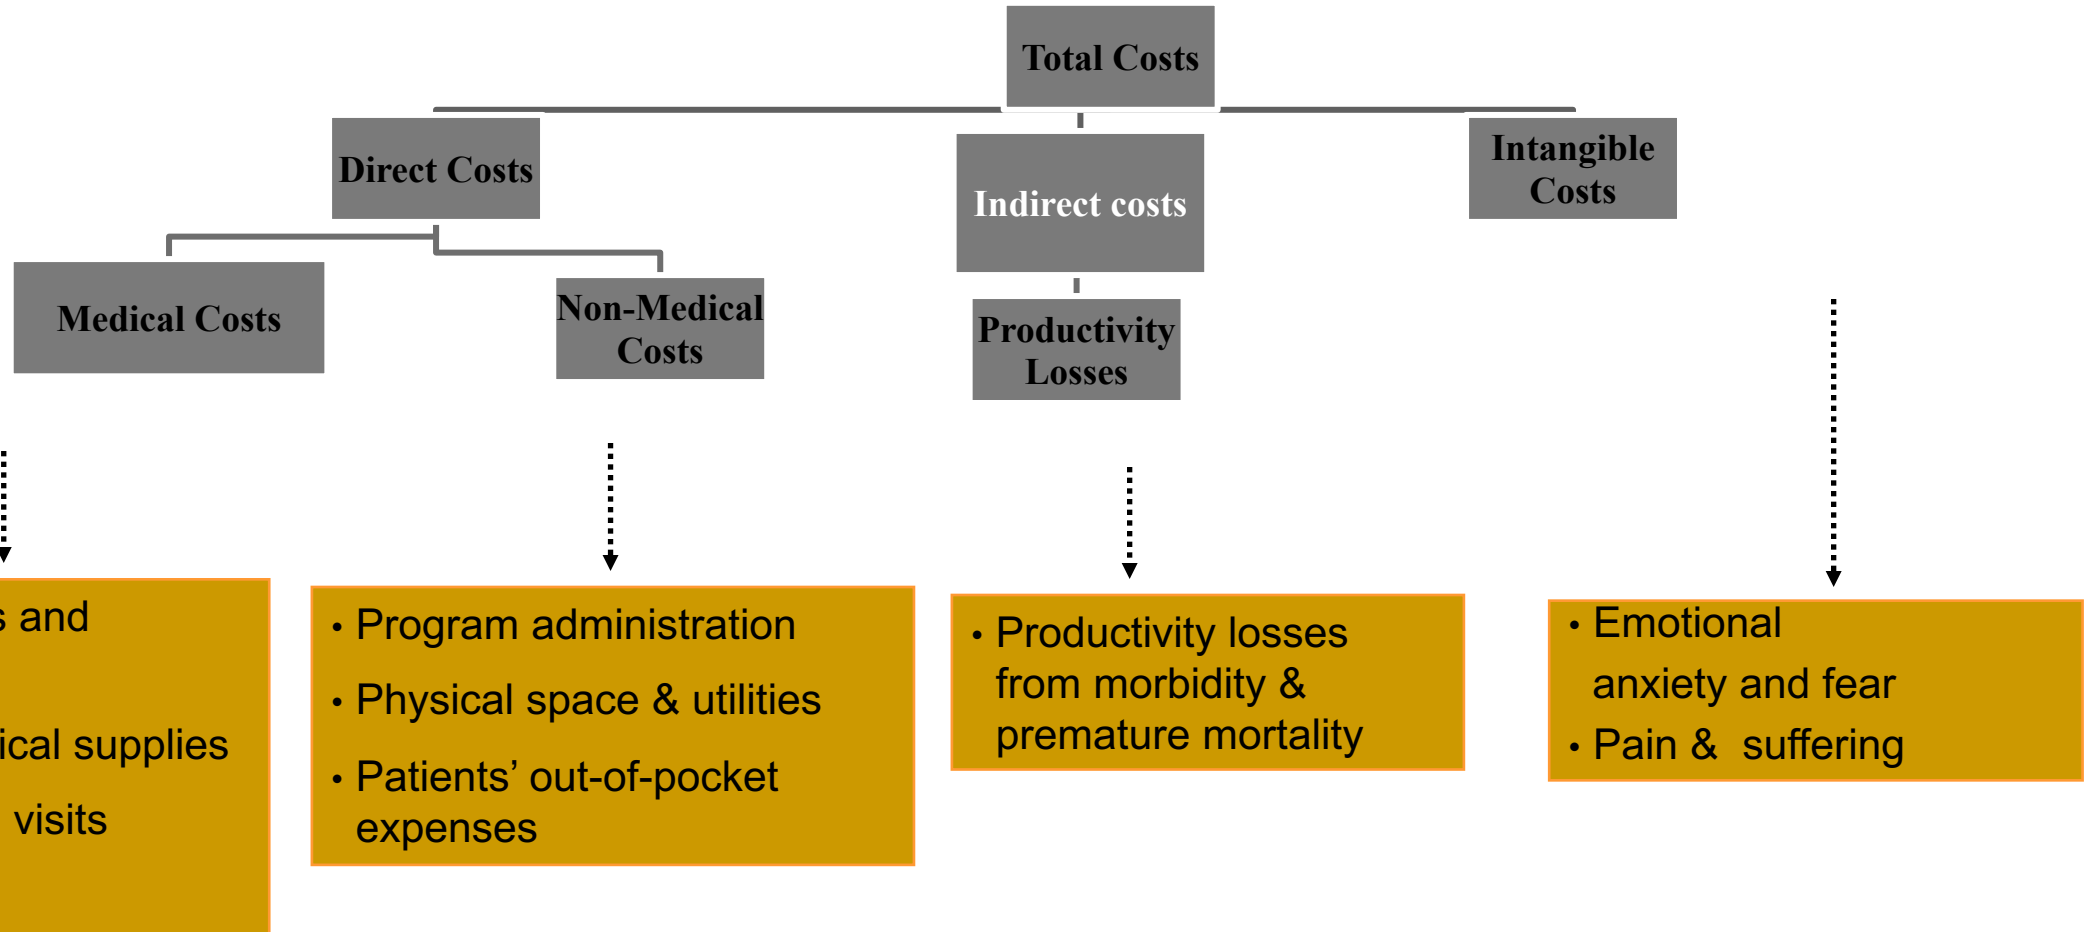 Total Costs
Direct Costs
Indirect costs
Intangible
Costs
Medical Costs
Non-Medical
Costs
Productivity
Losses
and
supplies
visits
• Program administration
• Physical space & utilities
• Patients’ out-of-pocket
expenses
• Productivity losses
from morbidity &
premature mortality
• Emotional
anxiety and fear
• Pain & suffering